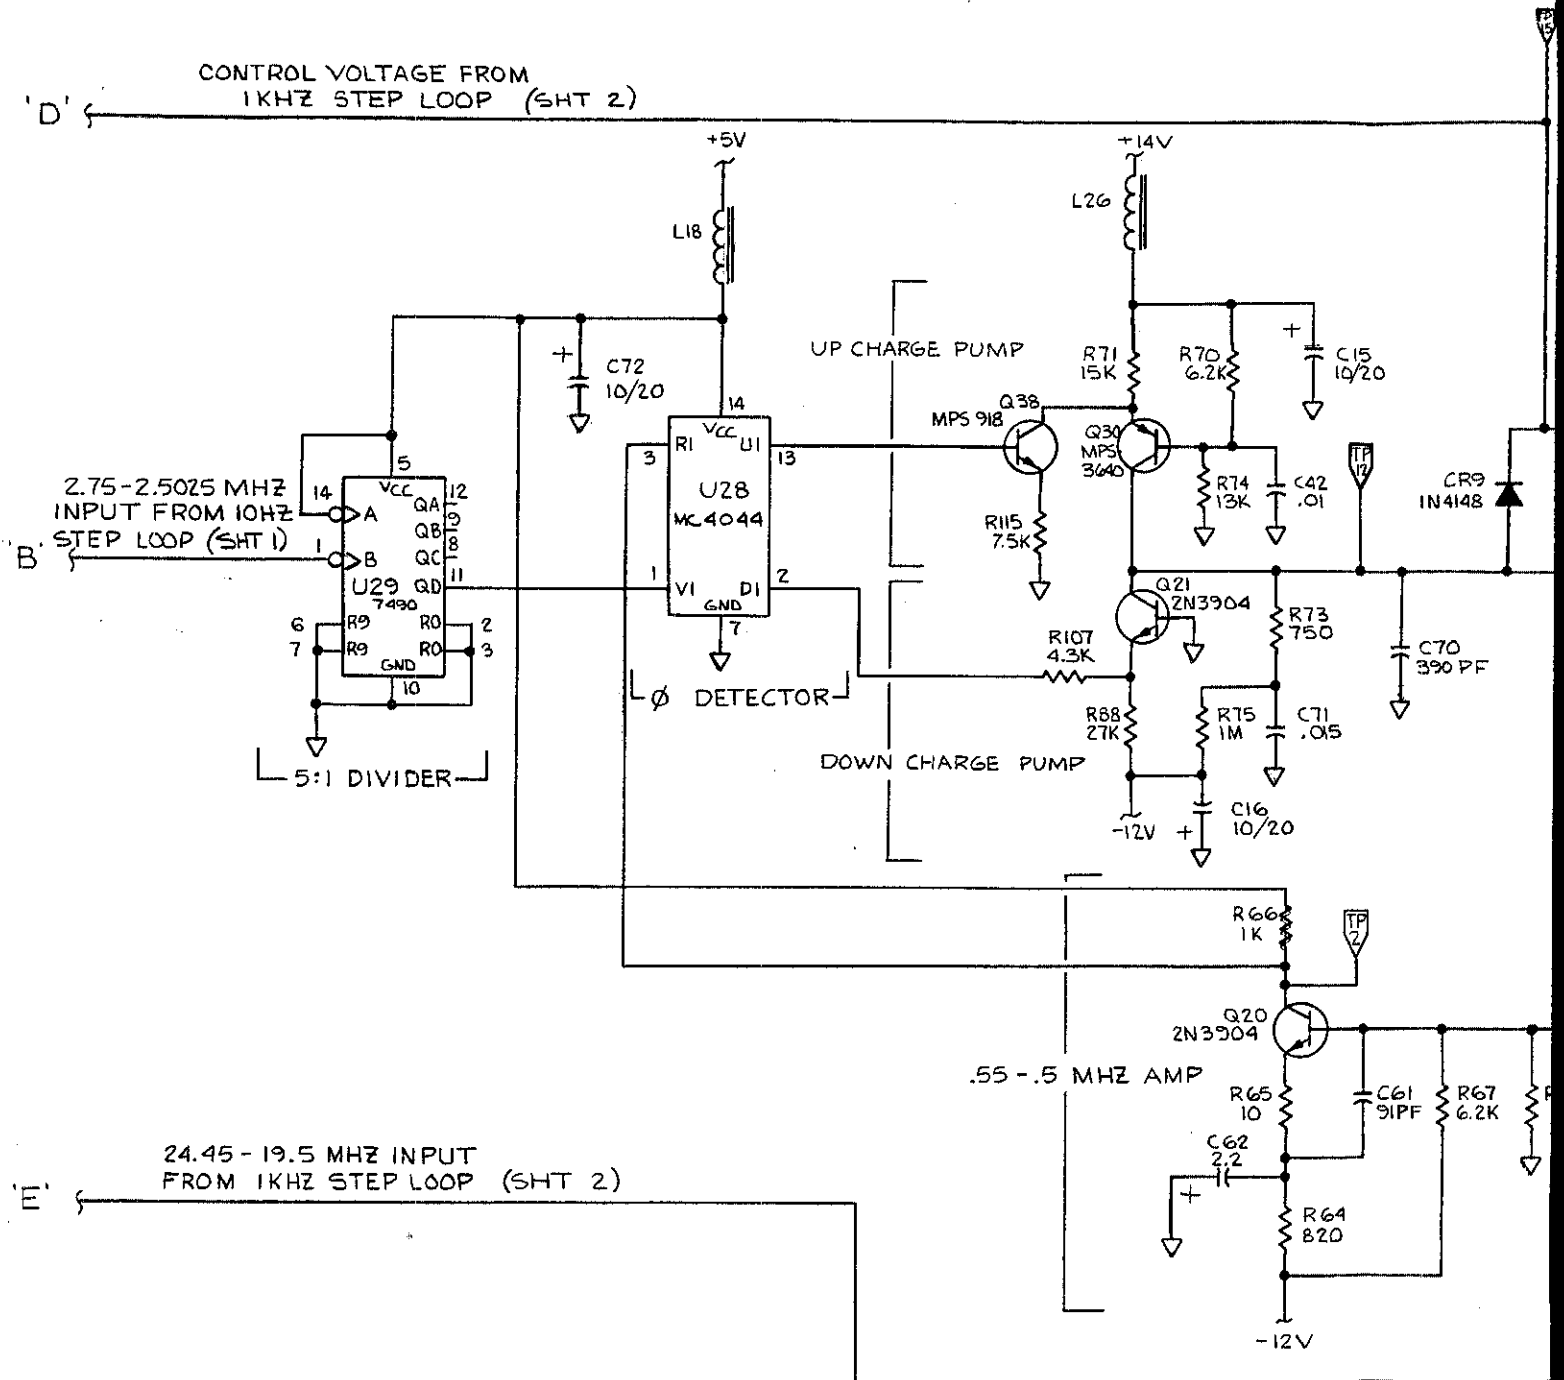 TP
15
CONTROL VOLTAGE FROM
1KHZ STEP LOOP (SHT 2)
'D'
+5V
+14V
L18
L26
UP CHARGE PUMP
C72
10/20
+
R71
15K
R70
6.2K
+
C15
10/20
Q38
MPS 918
Q30
MPS
3640
R74
13K
C42
.01
TP
12
CR9
1N4148
R115
7.5K
14
VCC
R1
U1
3
13
U28
MC4044
1
V1
D1
2
GND
7
Ø DETECTOR
2.75-2.5025 MHZ
INPUT FROM 10HZ
STEP LOOP (SHT 1)
'B'
5
VCC
14
A
QA
12
QB
9
1
B
QC
8
U29
7490
QD
11
6
R9
R0
2
7
R9
R0
3
GND
10
5:1 DIVIDER
Q21
2N3904
R73
750
C70
390 PF
R107
4.3K
R88
27K
R75
1M
C71
.015
DOWN CHARGE PUMP
-12V
+
C16
10/20
R66
1K
TP
2
Q20
2N3904
.55-.5 MHZ AMP
R65
10
C61
91PF
R67
6.2K
C62
2.2
+
R64
820
-12V
24.45-19.5 MHZ INPUT
FROM 1KHZ STEP LOOP (SHT 2)
'E'